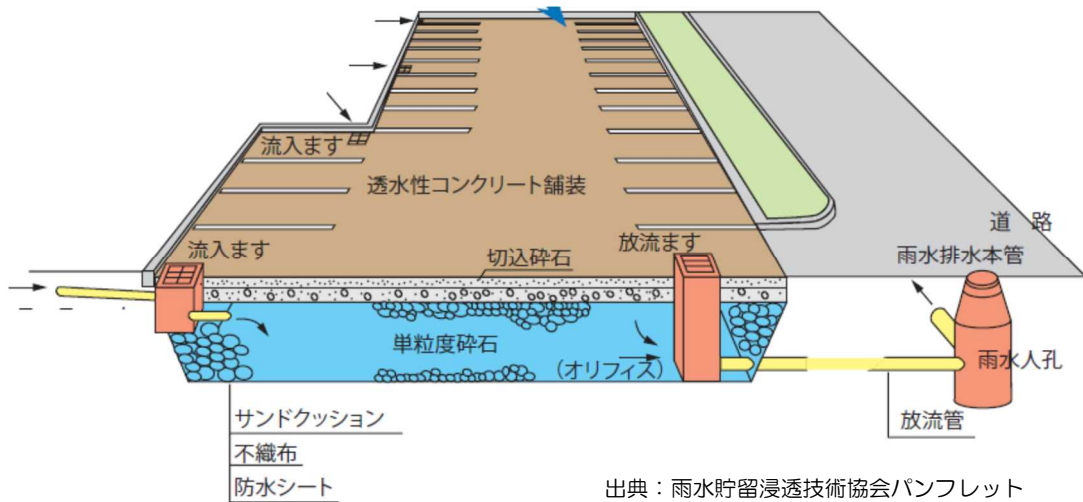 流入ます
透水性コンクリート舗装
道 路
流入ます
放流ます
雨水排水本管
切込砕石
単粒度砕石
(オリフィス)
雨水人孔
サンドクッション
放流管
不織布
防水シート
出典：雨水貯留浸透技術協会パンフレット